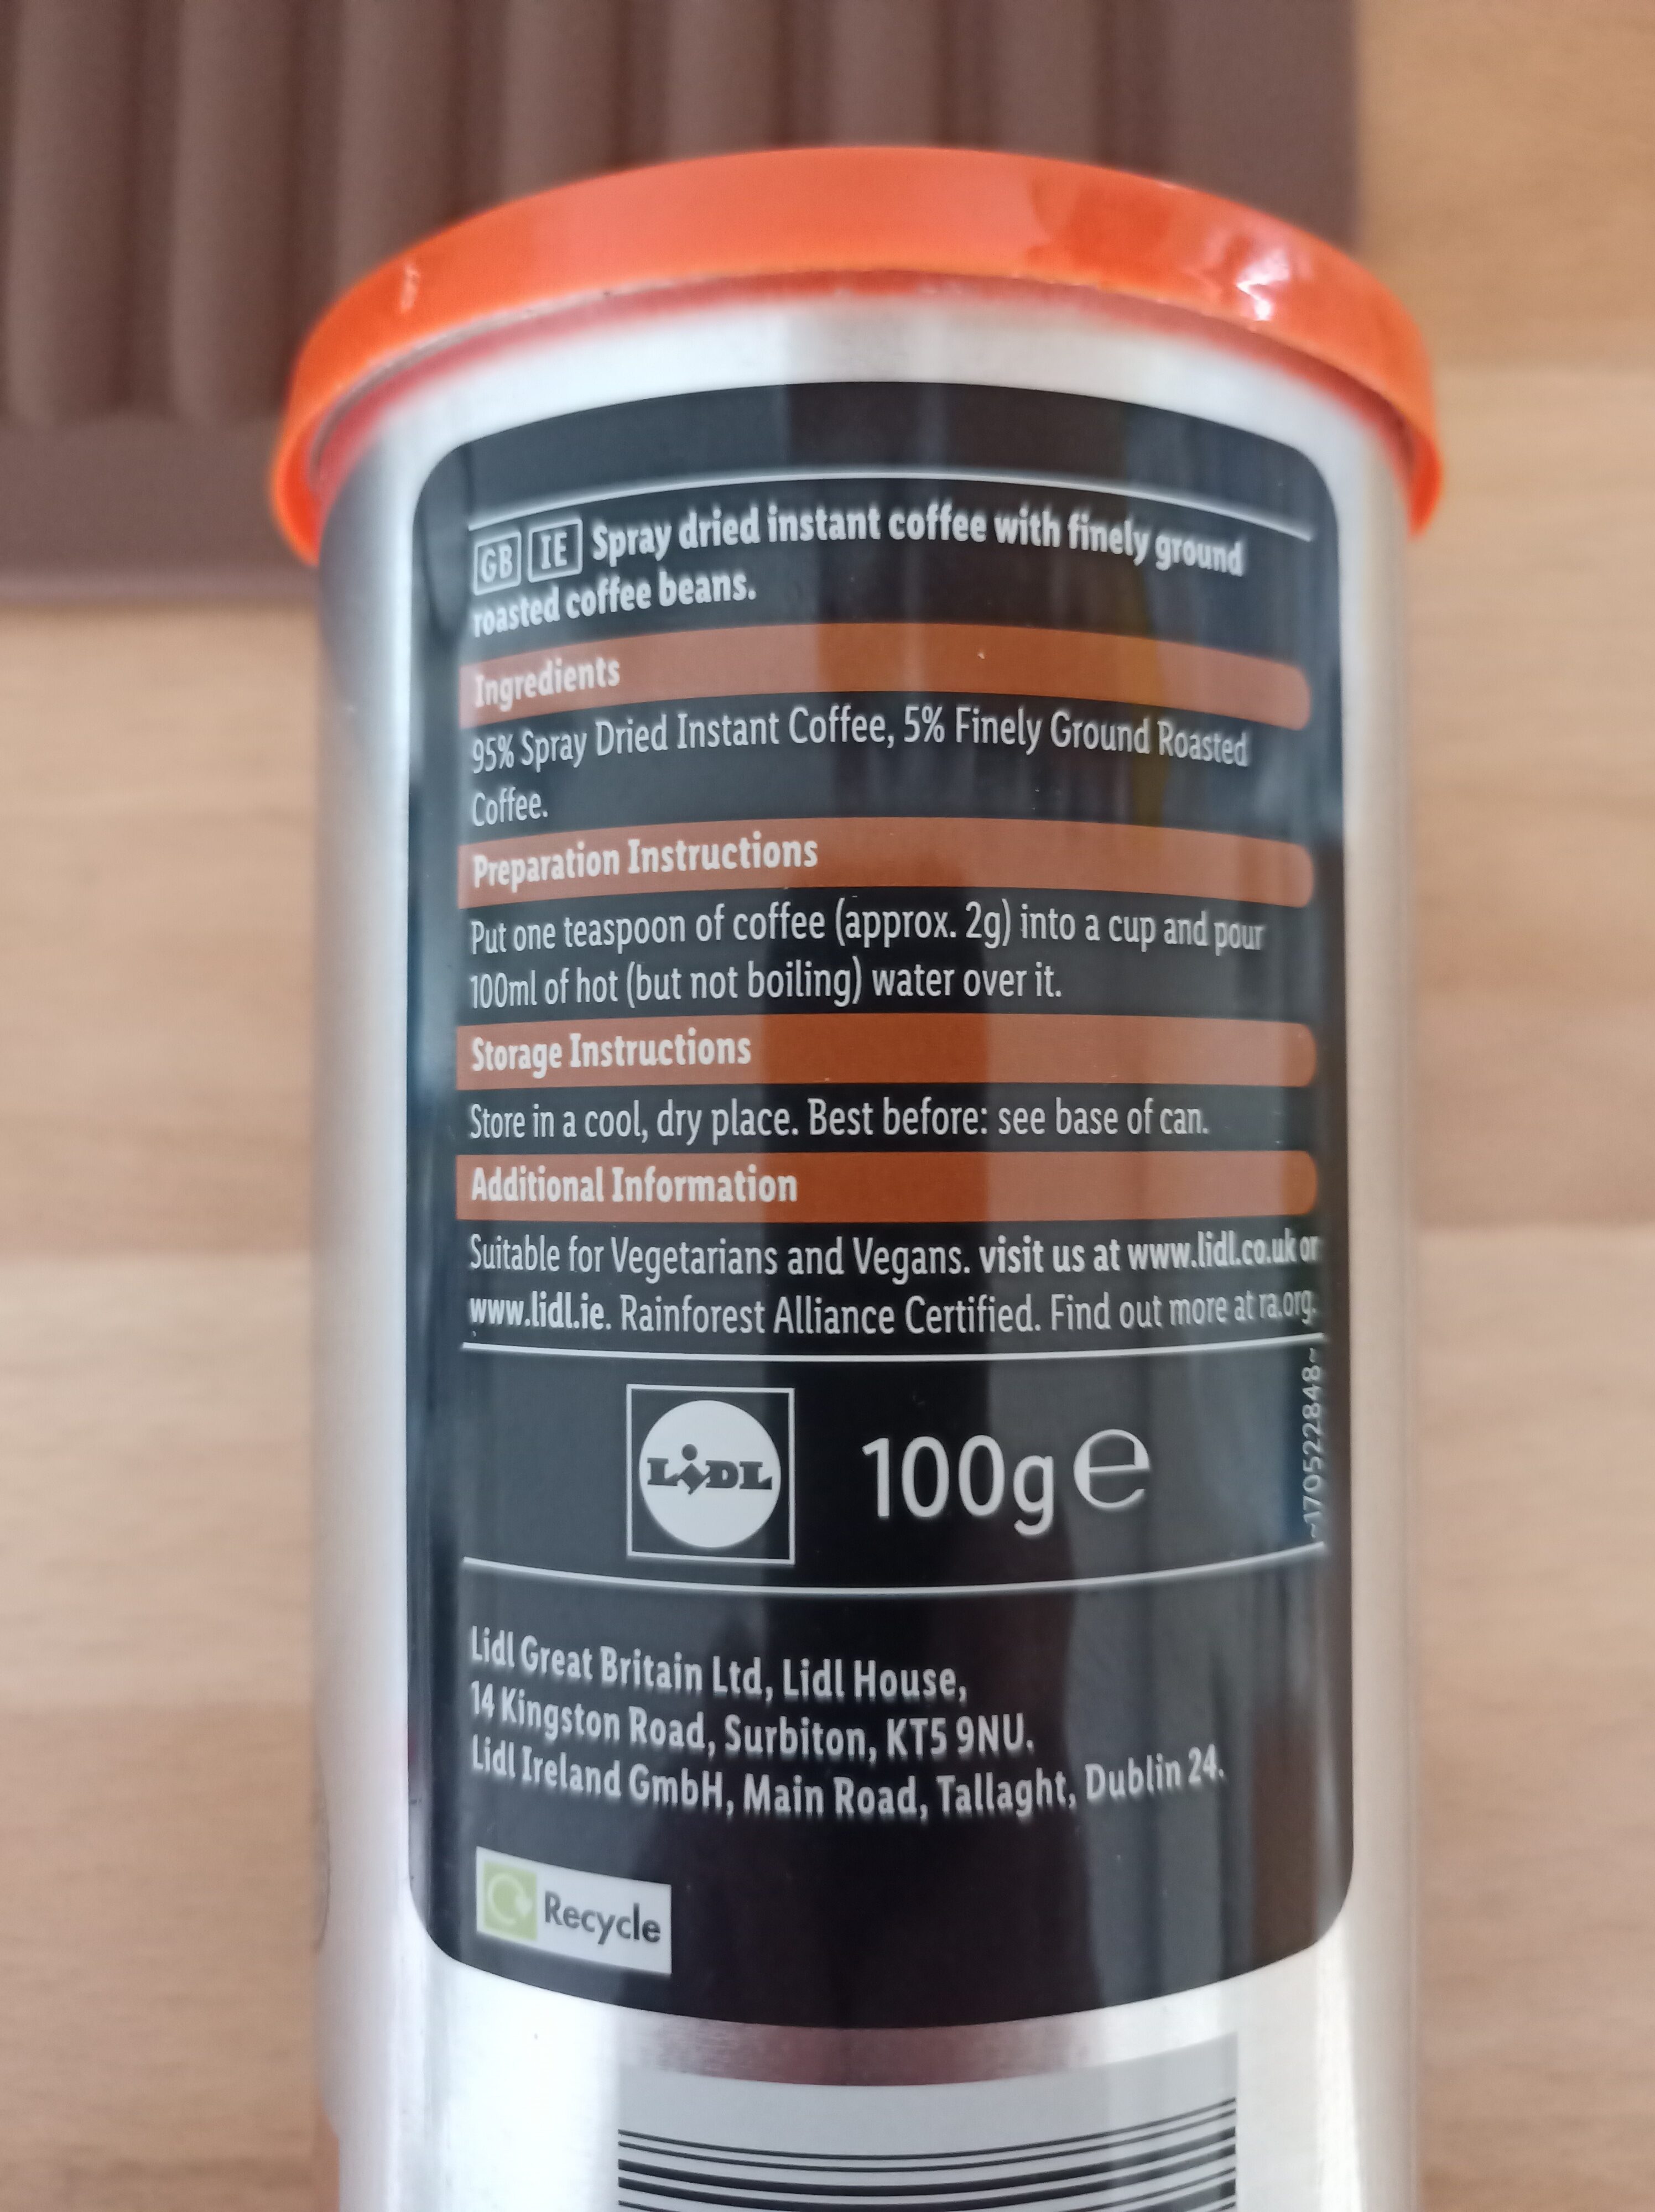 GB IE Spray dried instant coffee with finely ground
roasted coffee beans.
Ingredients
95% Spray Dried Instant Coffee, 5% Finely Ground Roasted
Coffee.
Preparation Instructions
Put one teaspoon of coffee (approx. 2g) into a cup and pour
100ml of hot (but not boiling) water over it.
Storage Instructions
Store in a cool, dry place. Best before: see base of can.
Additional Information
Suitable for Vegetarians and Vegans. visit us at www.lidl.co.uk or
www.lidl.ie. Rainforest Alliance Certified. Find out more at ra.org.
LIDL
100g e
~170522848~
Lidl Great Britain Ltd, Lidl House,
14 Kingston Road, Surbiton, KT5 9NU.
Lidl Ireland GmbH, Main Road, Tallaght, Dublin 24.
Recycle